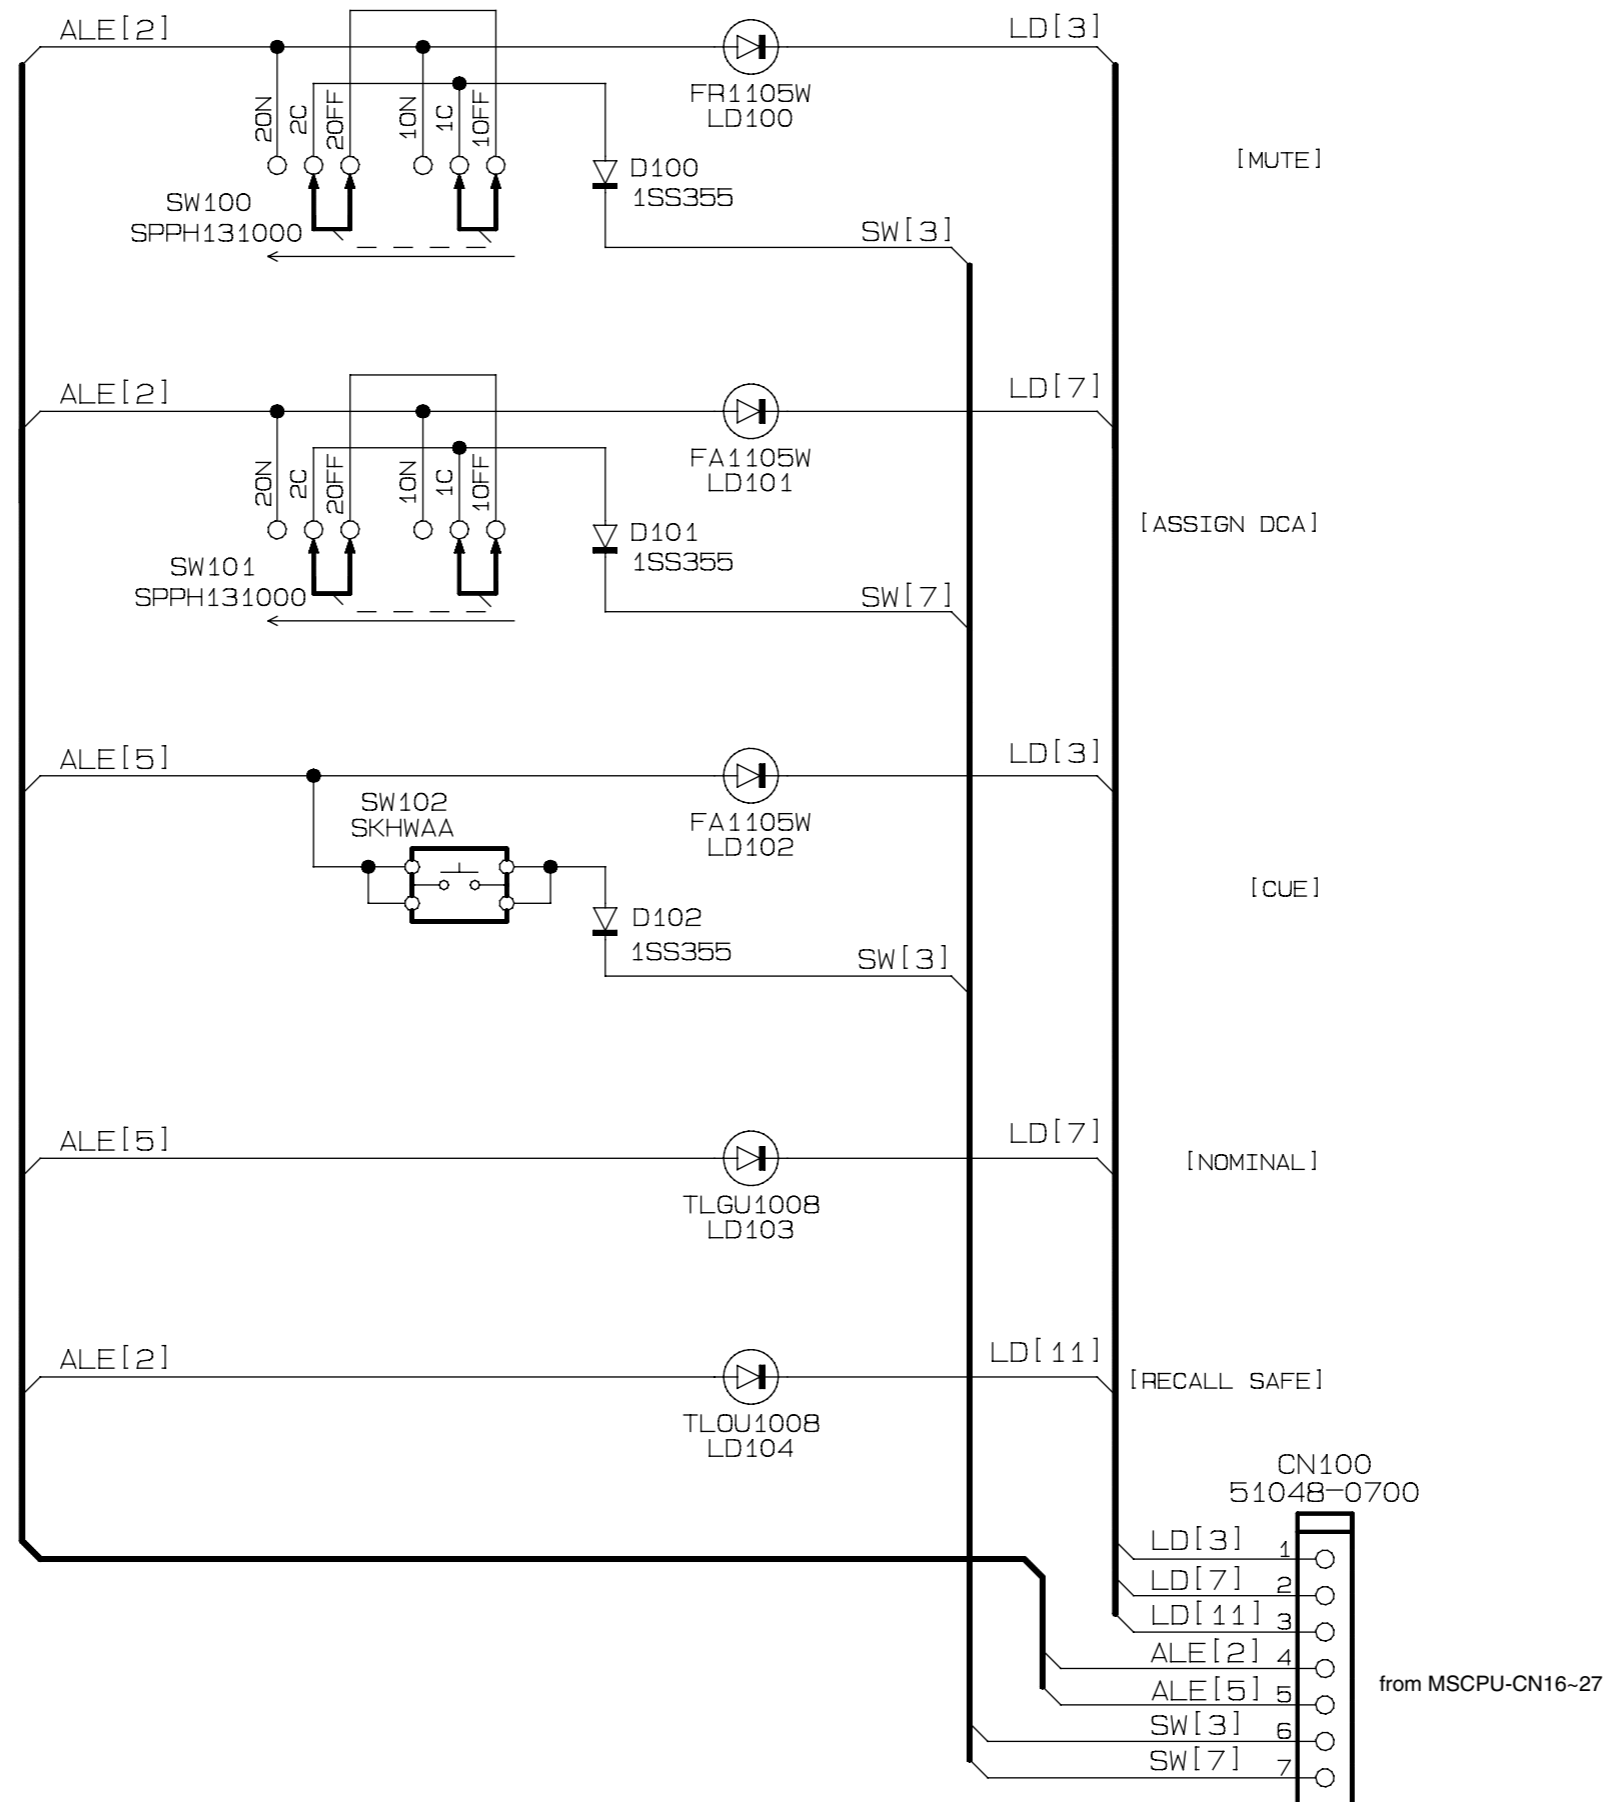 ALE[2]
LD[3]
2ON
2C
2OFF
1ON
1C
1OFF
FR1105W
LD100
[MUTE]
D100
1SS355
SW100
SPPH131000
SW[3]
ALE[2]
LD[7]
2ON
2C
2OFF
1ON
1C
1OFF
FA1105W
LD101
[ASSIGN DCA]
D101
1SS355
SW101
SPPH131000
SW[7]
ALE[5]
LD[3]
SW102
SKHWAA
FA1105W
LD102
[CUE]
D102
1SS355
SW[3]
ALE[5]
LD[7]
[NOMINAL]
TLGU1008
LD103
ALE[2]
LD[11]
[RECALL SAFE]
TLOU1008
LD104
CN100
51048-0700
LD[3] 1
LD[7] 2
LD[11] 3
ALE[2] 4
ALE[5] 5
SW[3] 6
SW[7] 7
from MSCPU-CN16~27